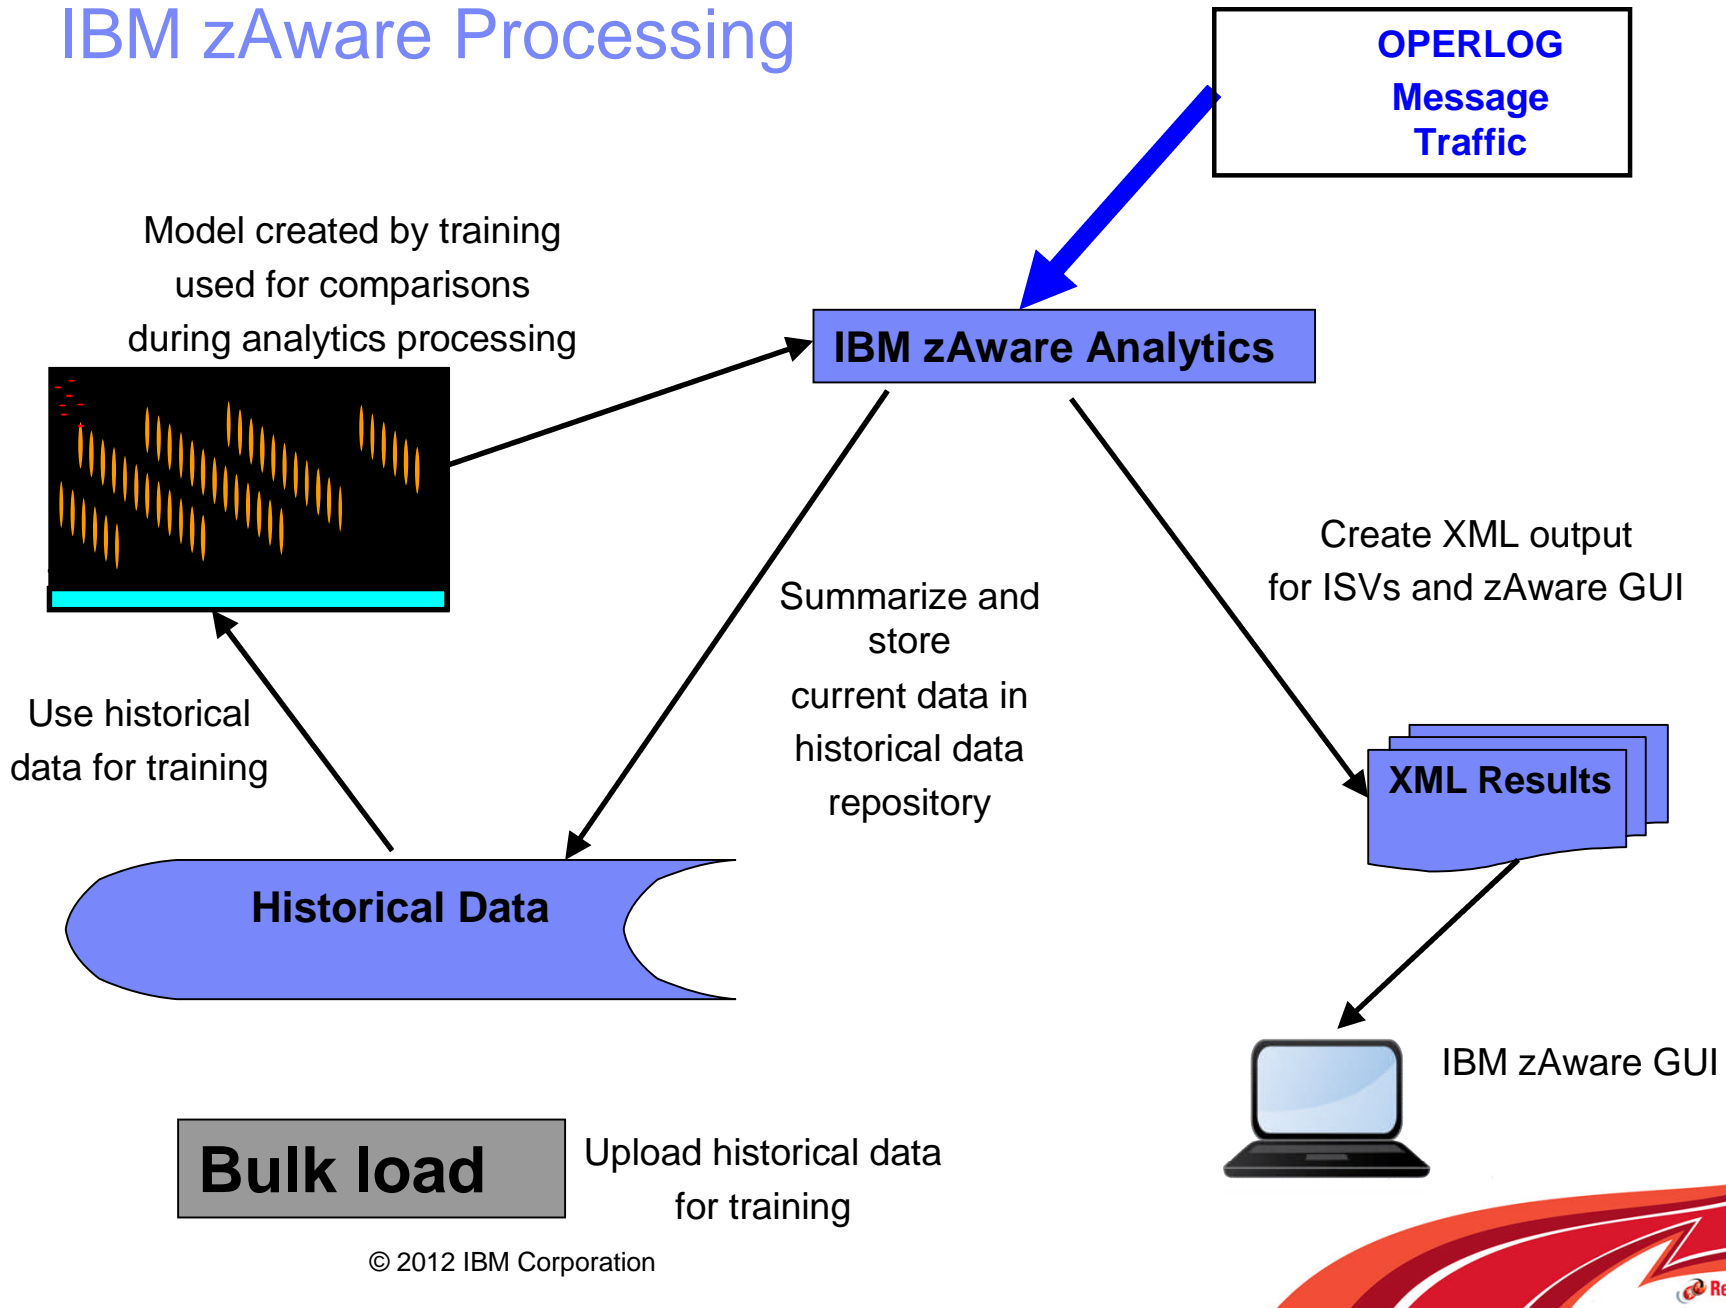 IBM zAware Processing
OPERLOG
Message
Traffic
Model created by training
used for comparisons
during analytics processing
IBM zAware Analytics
Create XML output
for ISVs and zAware GUI
Summarize and
store
current data in
historical data
repository
Use historical
data for training
XML Results
Historical Data
IBM zAware GUI
Bulk load
Upload historical data
for training
© 2012 IBM Corporation